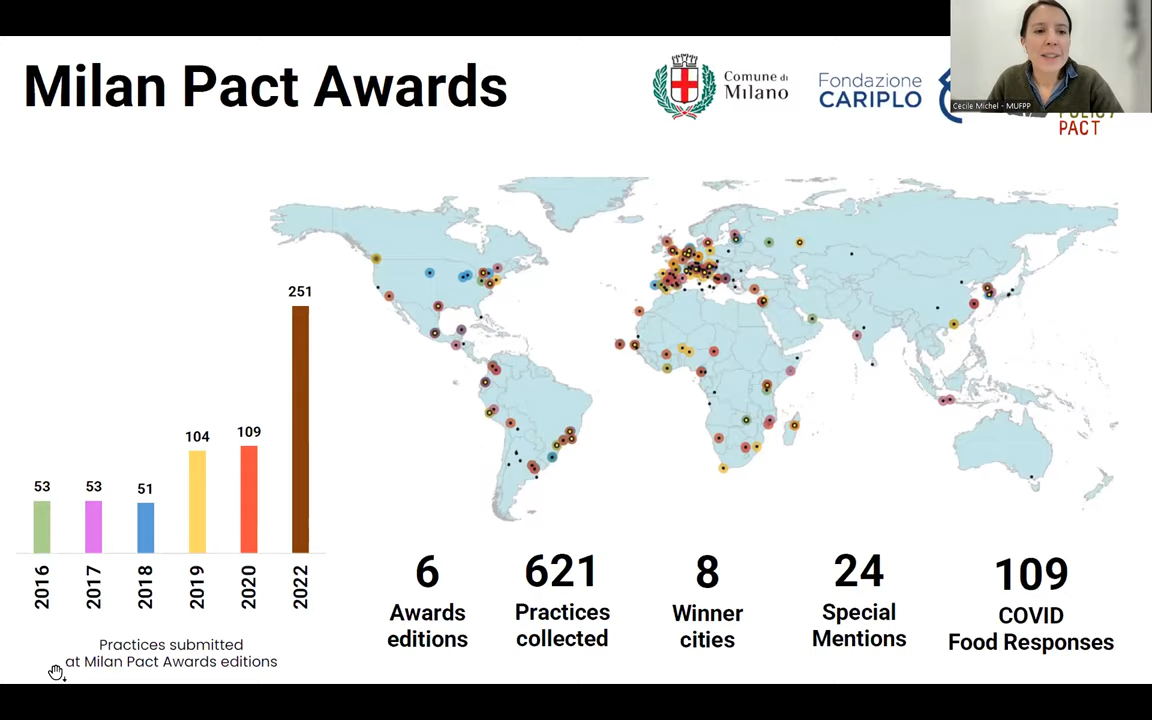 Milan Pact Awards
Comune di
Milano
Fondazione
CARIPLO
Cecile Michel - MUFPP
PACT
251
104
109
53
53
51
2016
2017
2018
2019
2020
2022
Practices submitted
at Milan Pact Awards editions
6
Awards
editions
621
Practices
collected
8
Winner
cities
24
Special
Mentions
109
COVID
Food Responses